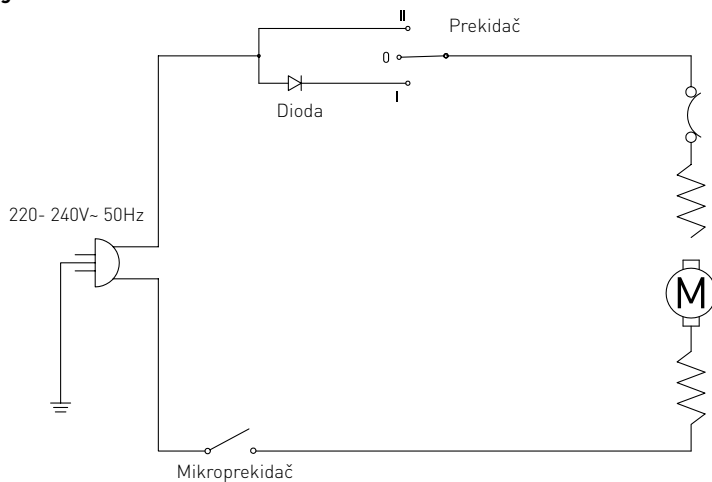 II
Prekidač
0
I
Dioda
220- 240V~ 50Hz
M
Mikroprekidač